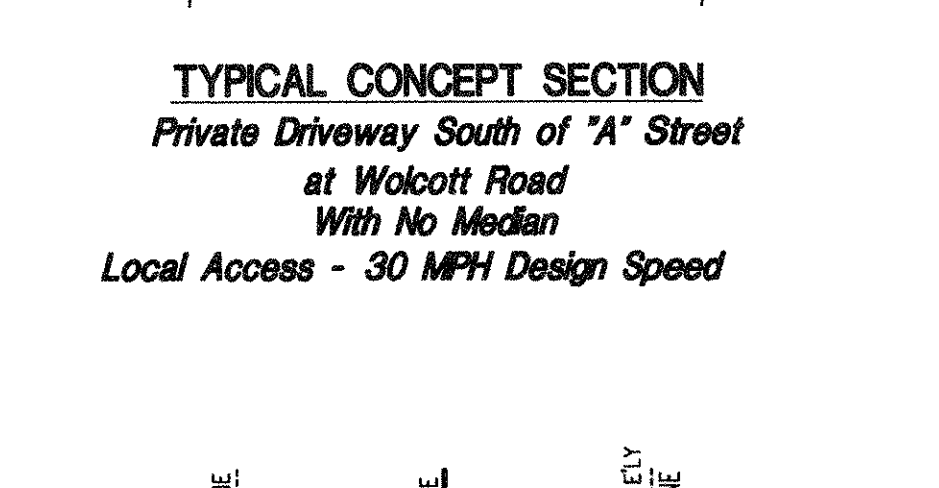 TYPICAL CONCEPT SECTION
Private Driveway South of "A" Street
at Wolcott Road
With No Median
Local Access - 30 MPH Design Speed